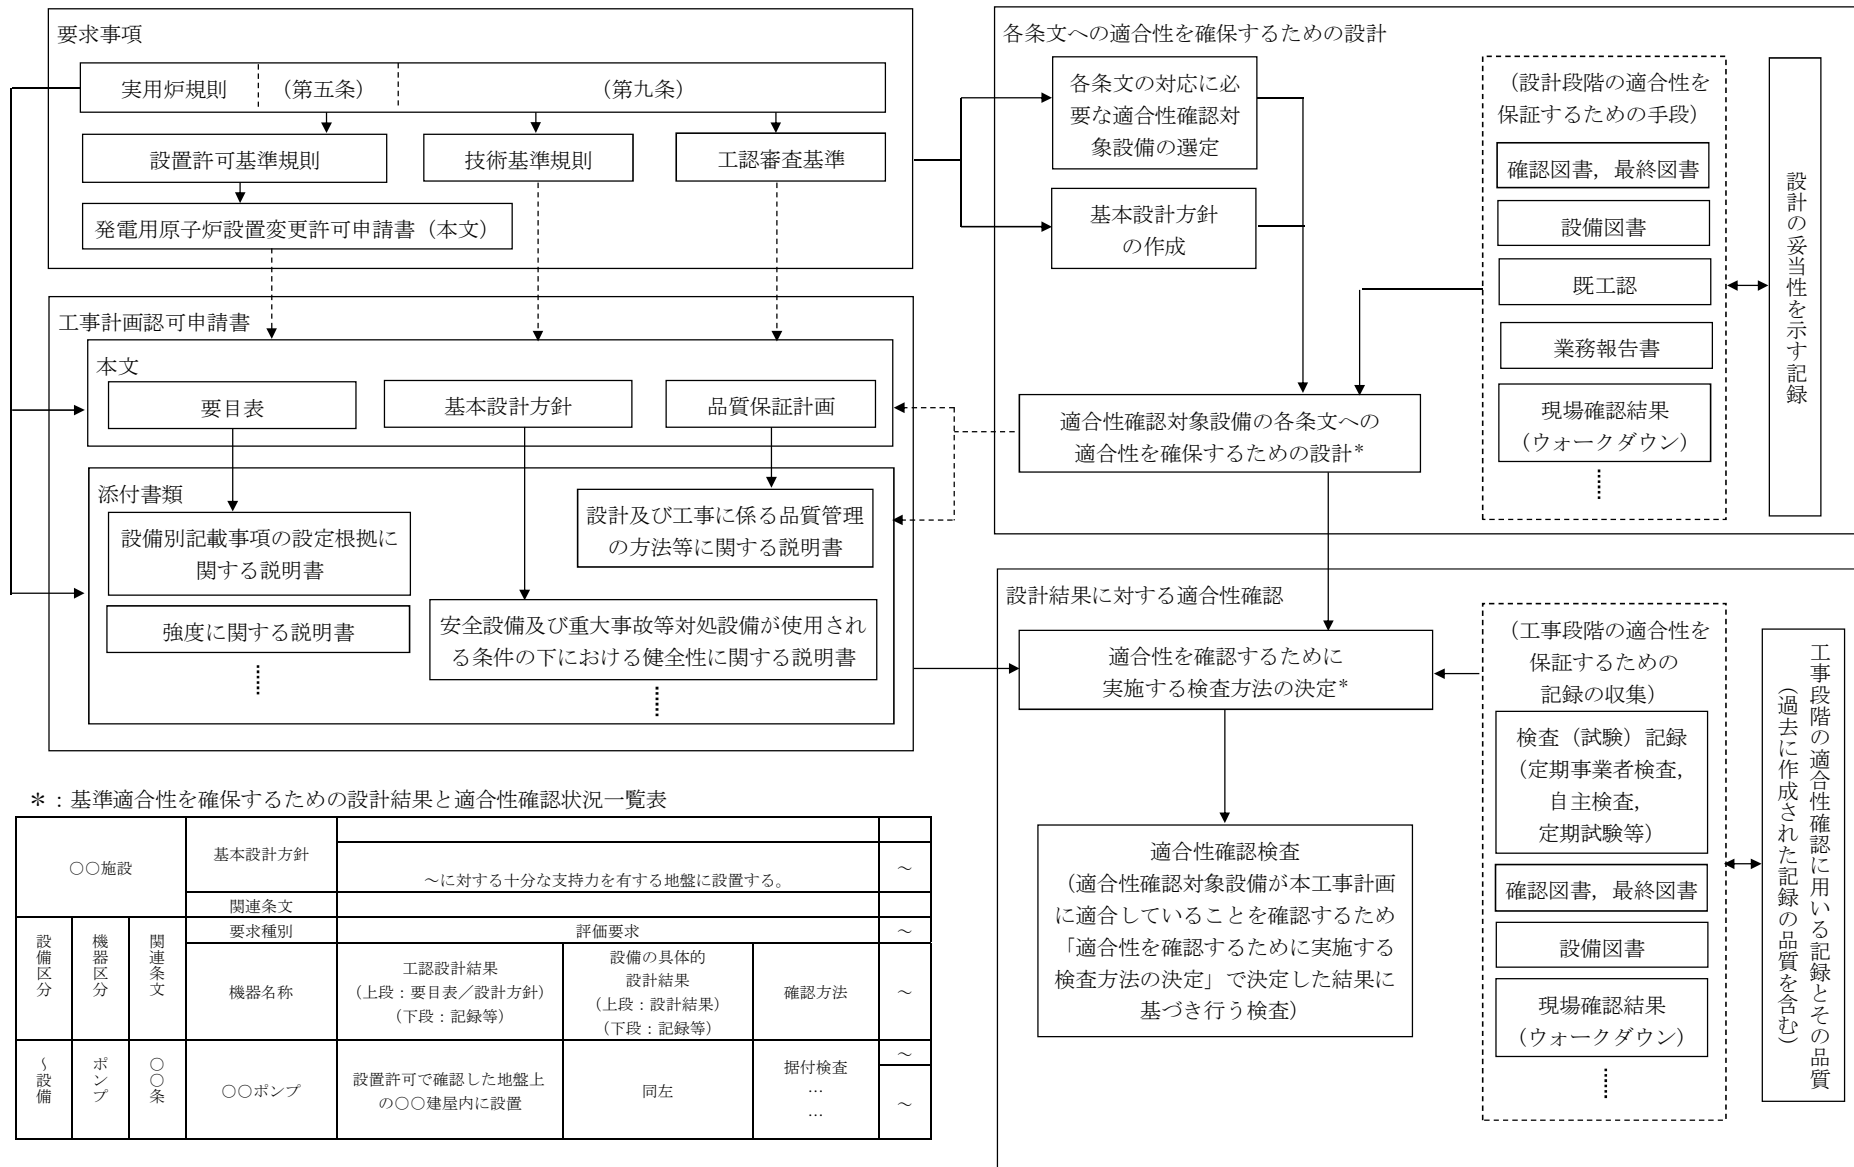 要求事項
実用炉規則
(第五条)
(第九条)
設置許可基準規則
技術基準規則
工認審査基準
発電用原子炉設置変更許可申請書（本文）
工事計画認可申請書
本文
要目表
基本設計方針
品質保証計画
添付書類
設備別記載事項の設定根拠に
関する説明書
強度に関する説明書
設計及び工事に係る品質管理
の方法等に関する説明書
安全設備及び重大事故等対処設備が使用され
る条件の下における健全性に関する説明書
各条文への適合性を確保するための設計
各条文の対応に必
要な適合性確認対
象設備の選定
基本設計方針
の作成
適合性確認対象設備の各条文への
適合性を確保するための設計*
（設計段階の適合性を
保証するための手段）
確認図書，最終図書
設備図書
既工認
業務報告書
現場確認結果
（ウォークダウン）
設計の妥当性を示す記録
設計結果に対する適合性確認
適合性を確認するために
実施する検査方法の決定*
適合性確認検査
（適合性確認対象設備が本工事計画
に適合していることを確認するため
「適合性を確認するために実施する
検査方法の決定」で決定した結果に
基づき行う検査）
（工事段階の適合性を
保証するための
記録の収集）
検査（試験）記録
（定期事業者検査，
自主検査，
定期試験等）
確認図書，最終図書
設備図書
現場確認結果
（ウォークダウン）
工事段階の適合性確認に用いる記録とその品質
（過去に作成された記録の品質を含む）
＊：基準適合性を確保するための設計結果と適合性確認状況一覧表
○○施設
基本設計方針
～に対する十分な支持力を有する地盤に設置する。
～
関連条文
設備区分
機器区分
関連条文
要求種別
評価要求
～
機器名称
工認設計結果
（上段：要目表／設計方針）
（下段：記録等）
設備の具体的
設計結果
（上段：設計結果）
（下段：記録等）
確認方法
～
～設備
ポンプ
○○条
○○ポンプ
設置許可で確認した地盤上
の○○建屋内に設置
同左
据付検査
…
…
～
～